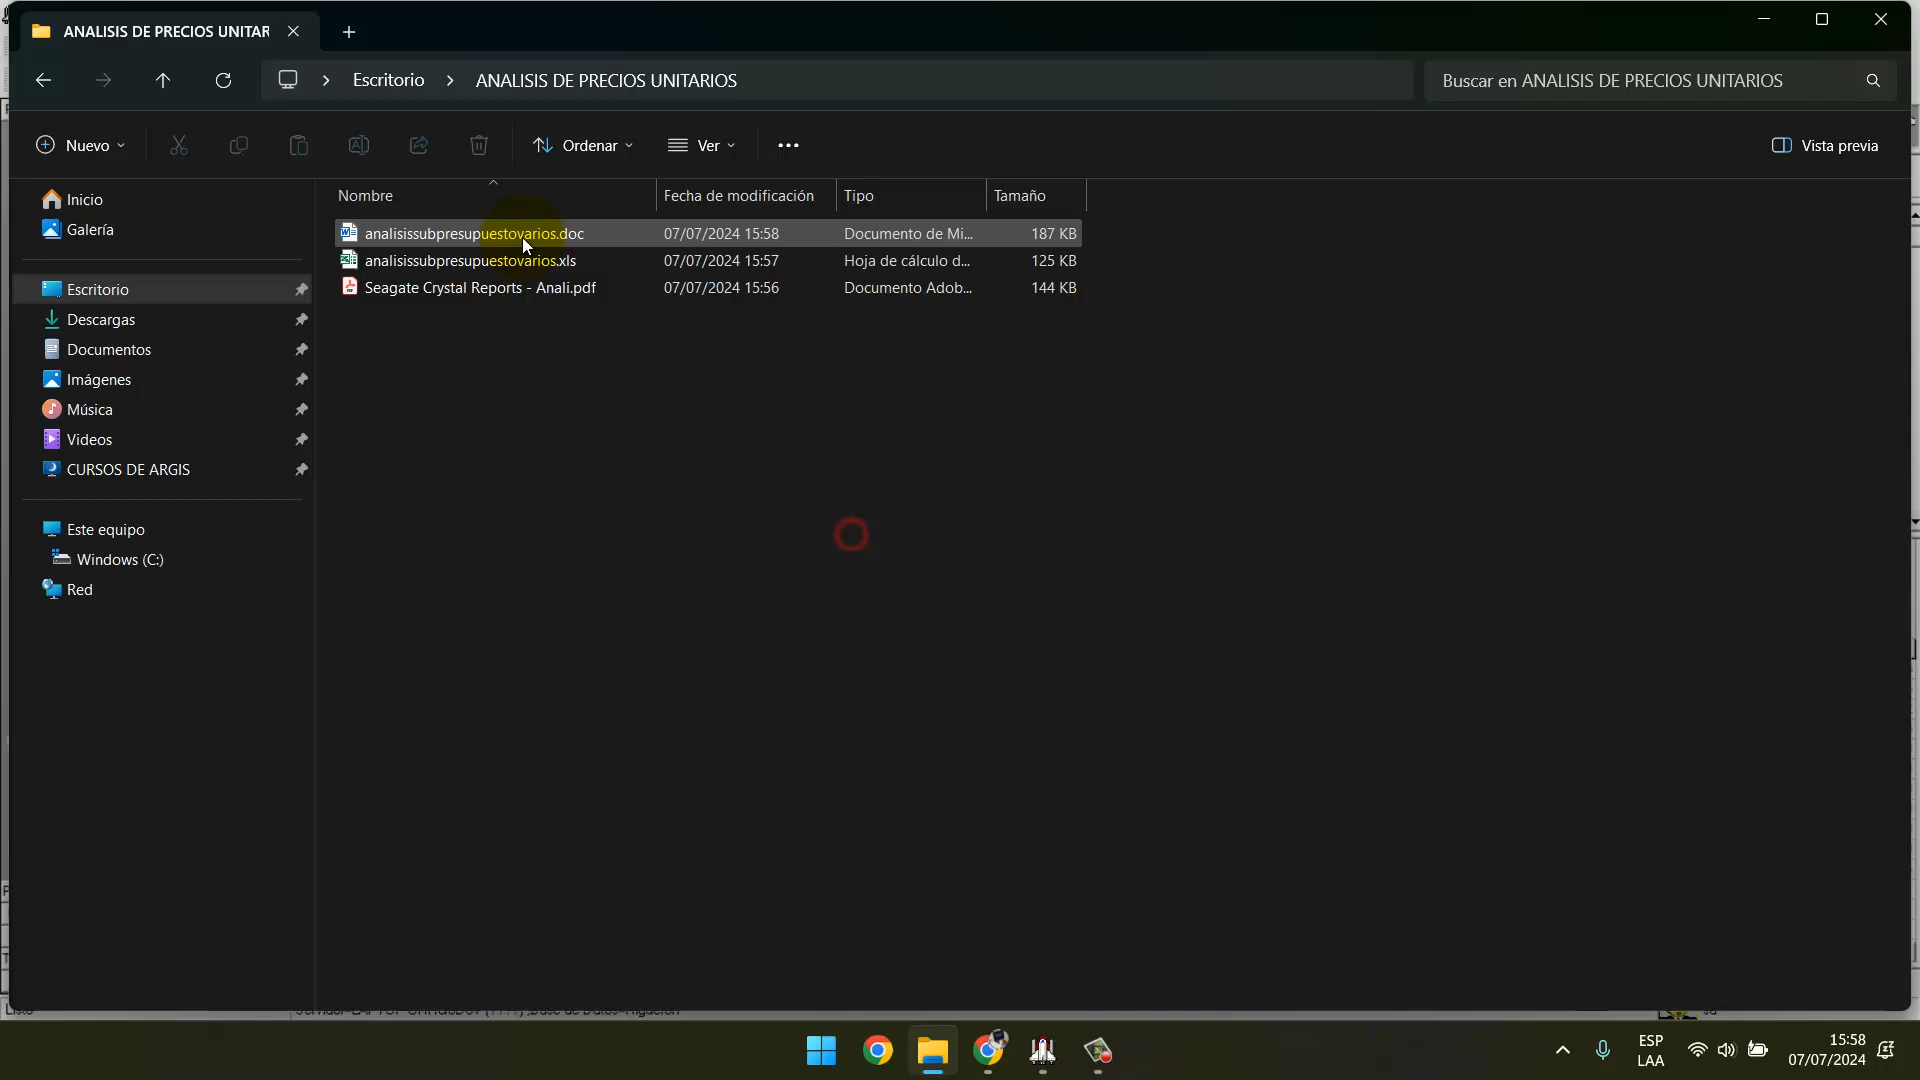 ANALISIS DE PRECIOS UNITAR
Escritorio
ANALISIS DE PRECIOS UNITARIOS
Buscar en ANALISIS DE PRECIOS UNITARIOS
Nuevo
Ordenar
Ver
Vista previa
Inicio
Galería
Escritorio
Descargas
Documentos
Imágenes
Música
Videos
CURSOS DE ARGIS
Este equipo
Windows (C:)
Red
Nombre
Fecha de modificación
Tipo
Tamaño
analisissubpresupuestovarios.doc
07/07/2024 15:58
Documento de Mi...
187 KB
analisissubpresupuestovarios.xls
07/07/2024 15:57
Hoja de cálculo d...
125 KB
Seagate Crystal Reports - Anali.pdf
07/07/2024 15:56
Documento Adob...
144 KB
ESP
LAA
15:58
07/07/2024